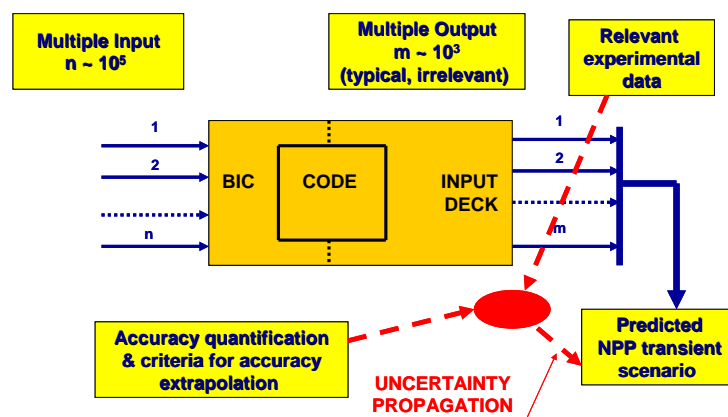 Multiple Input
n ~ 10⁵
Multiple Output
m ~ 10³
(typical, irrelevant)
Relevant
experimental
data
1
2
n
BIC
CODE
INPUT
DECK
1
2
m
Accuracy quantification
& criteria for accuracy
extrapolation
UNCERTAINTY
PROPAGATION
Predicted
NPP transient
scenario